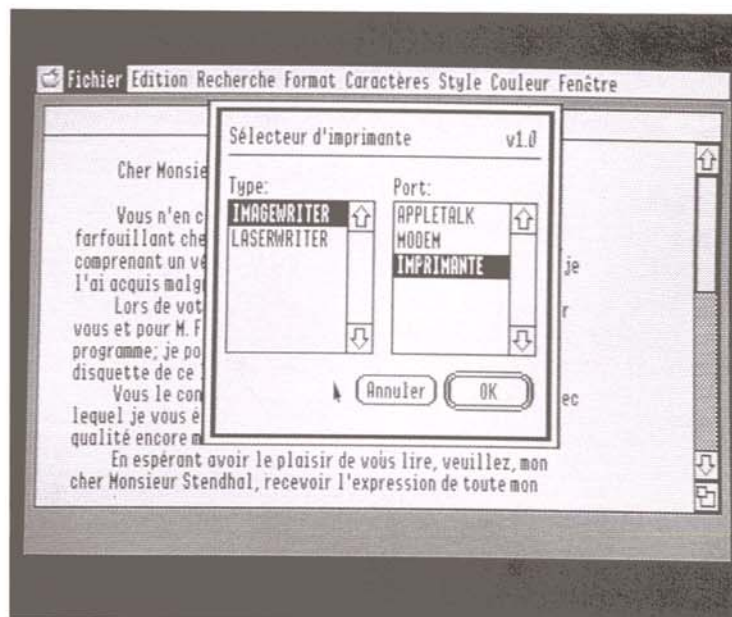 Fichier Edition Recherche Format Caractères Style Couleur Fenêtre
Sélecteur d'imprimante v1.0
Type: Port:
IMAGEWRITER
LASERWRITER
APPLETALK
MODEM
IMPRIMANTE
Annuler OK
Cher Monsie
Vous n'en c
farfouillant che
comprenant un vé je
l'ai acquis malgr
Lors de vot r
vous et pour M. F
programme; je po
disquette de ce
Vous le con ec
lequel je vous é
qualité encore m
En espérant avoir le plaisir de vous lire, veuillez, mon
cher Monsieur Stendhal, recevoir l'expression de toute mon